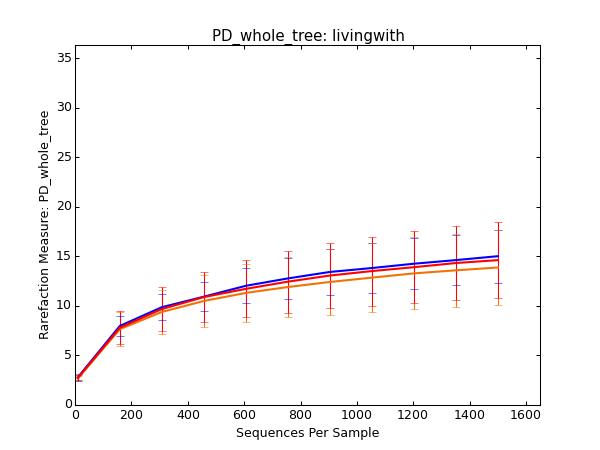 PD_whole_tree: livingwith
Rarefaction Measure: PD_whole_tree
35
30
25
20
15
10
5
0
0 200 400 600 800 1000 1200 1400 1600
Sequences Per Sample